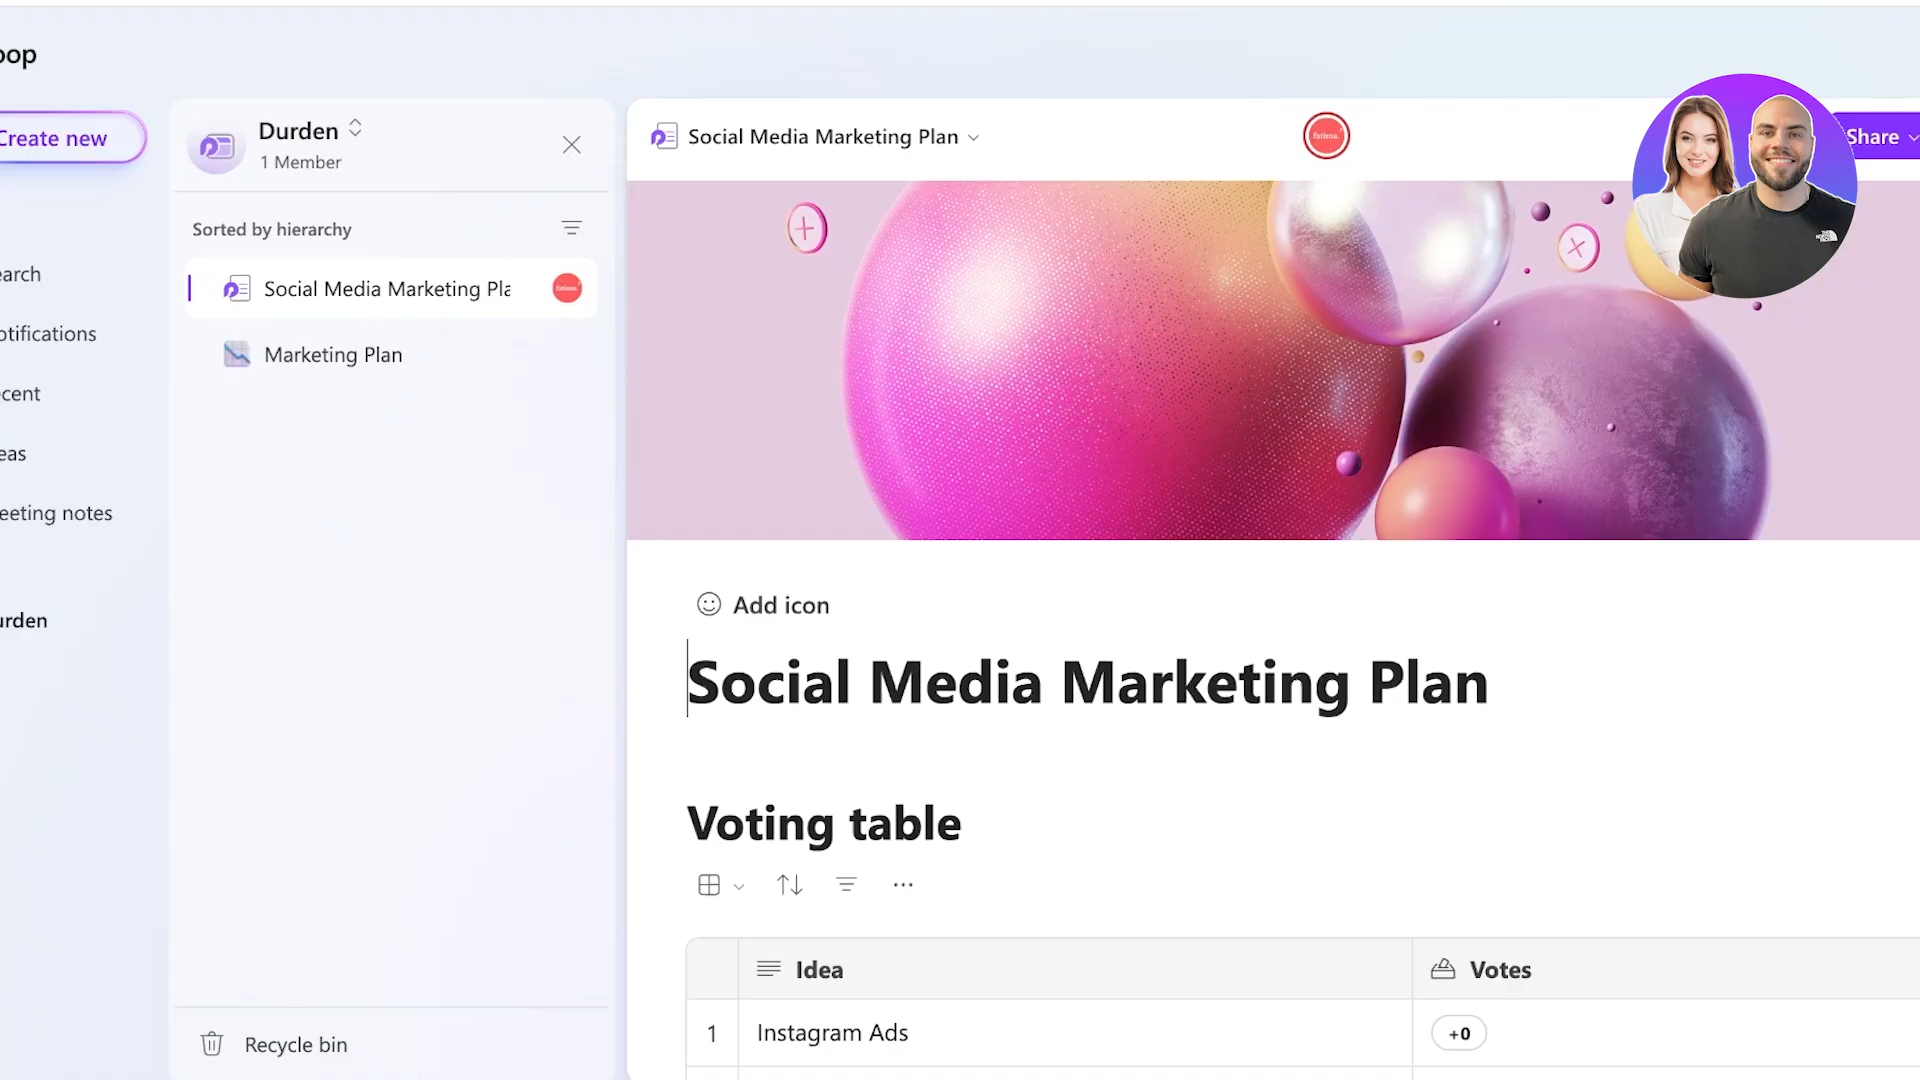 oop
Create new
earch
otifications
ecent
eas
eeting notes
urden
Durden
1 Member
Sorted by hierarchy
Social Media Marketing Pla
Marketing Plan
Recycle bin
Social Media Marketing Plan
Share
Add icon
Social Media Marketing Plan
Voting table
Idea
Votes
1
Instagram Ads
+0